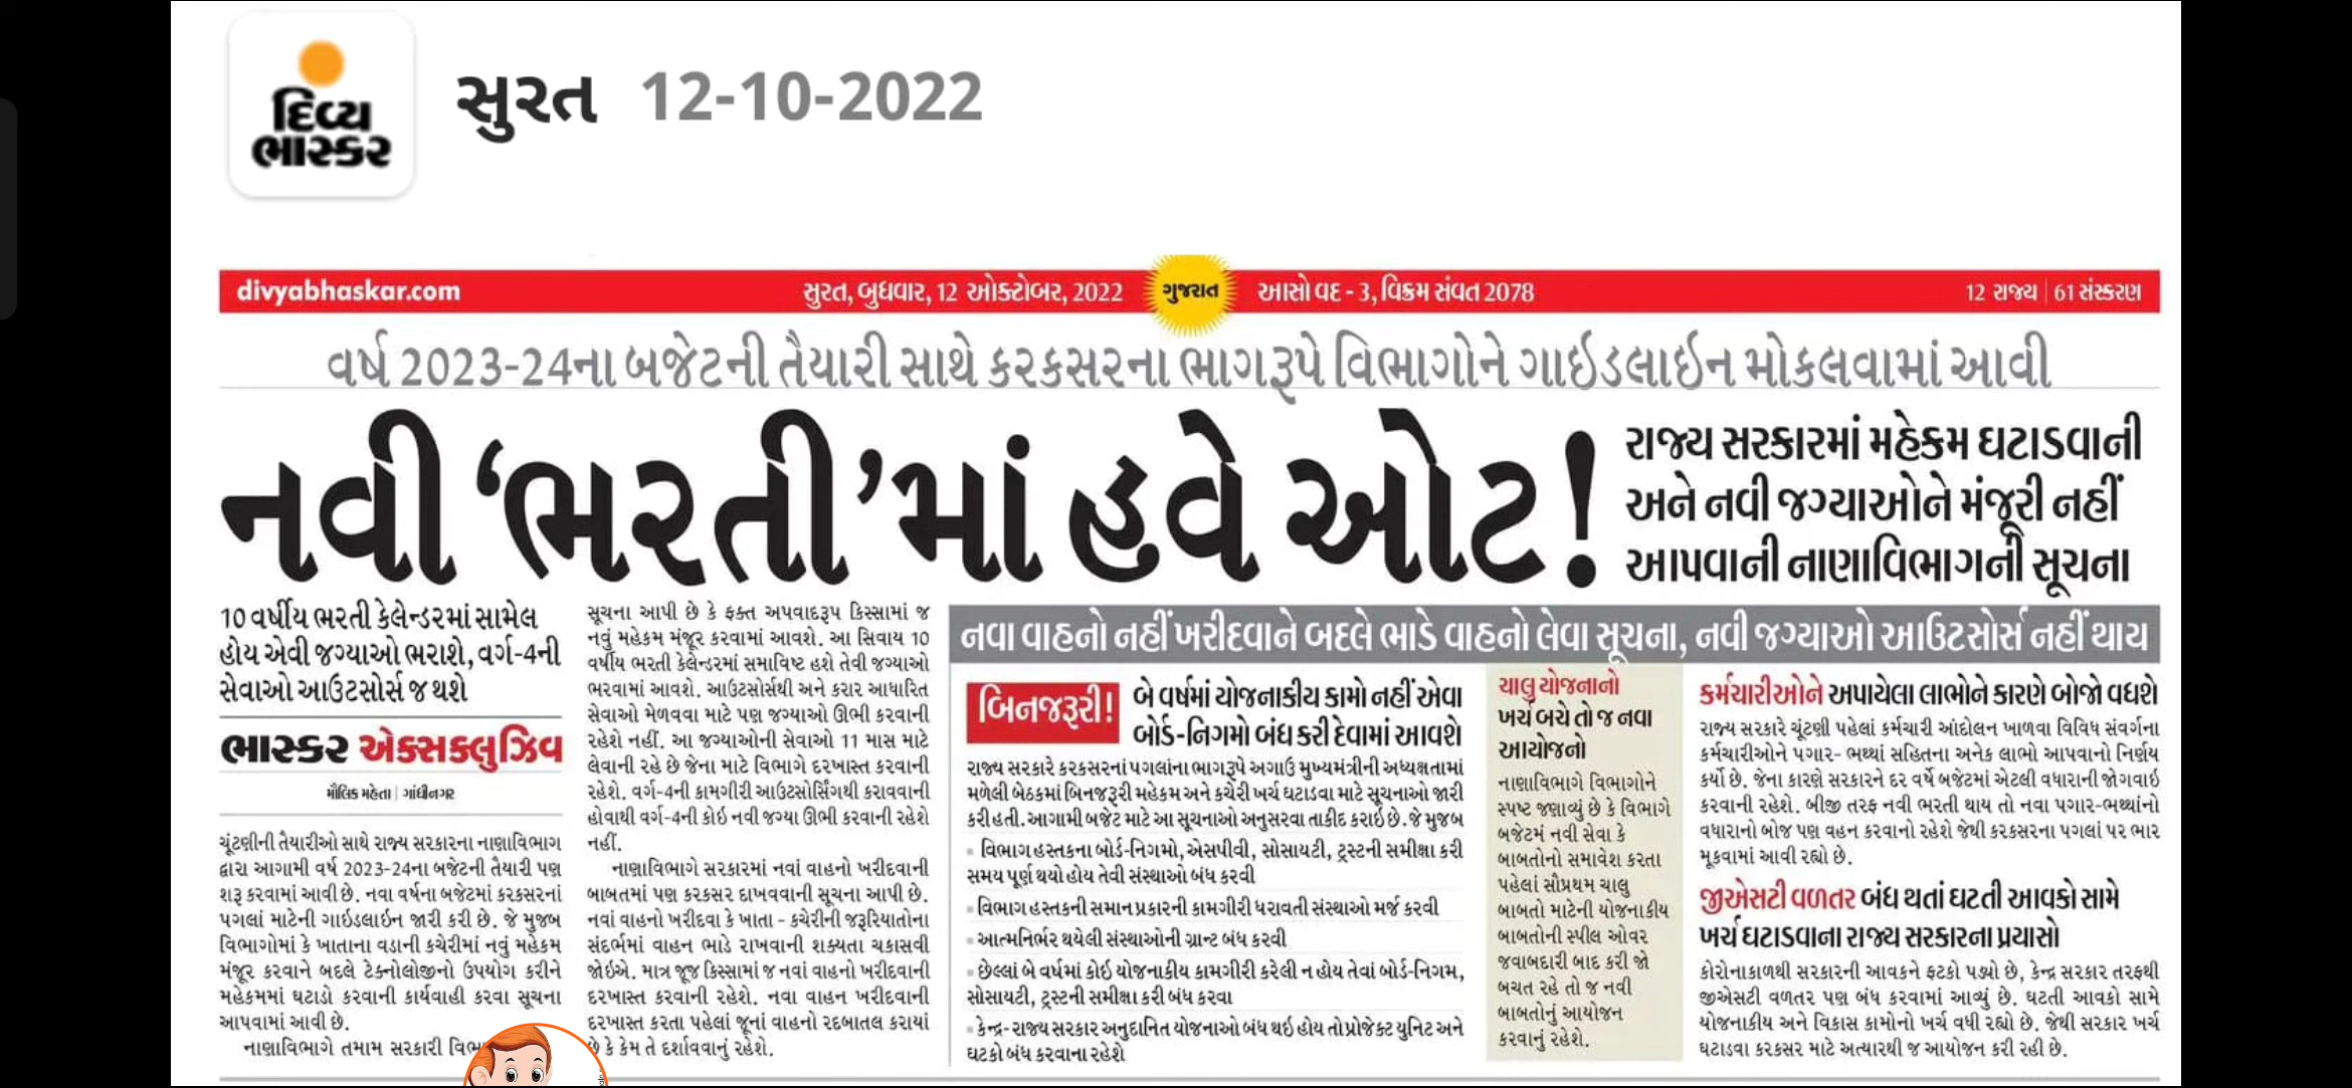 દિવ્ય
ભાસ્કર
સુરત 12-10-2022
divyabhaskar.com
સુરત, બુધવાર, 12 ઓક્ટોબર, 2022
ગુજરાત
આસો વદ - 3, વિક્રમ સંવત 2078
12 રાજ્ય | 61 સંસ્કરણ
વર્ષ 2023-24ના બજેટની તૈયારી સાથે કરકસરના ભાગરૂપે વિભાગોને ગાઇડલાઇન મોકલવામાં આવી
નવી ‘ભરતી’માં હવે ઓટ!
રાજ્ય સરકારમાં મહેકમ ઘટાડવાની
અને નવી જગ્યાઓને મંજૂરી નહીં
આપવાની નાણાવિભાગની સૂચના
10 વર્ષીય ભરતી કેલેન્ડરમાં સામેલ
હોય એવી જગ્યાઓ ભરાશે, વર્ગ-4ની
સેવાઓ આઉટસોર્સ જ થશે
ભાસ્કર એક્સક્લુઝિવ
મૌલિક મહેતા | ગાંધીનગર
ચૂંટણીની તૈયારીઓ સાથે રાજ્ય સરકારના નાણાવિભાગ
દ્વારા આગામી વર્ષ 2023-24ના બજેટની તૈયારી પણ
શરૂ કરવામાં આવી છે. નવા વર્ષના બજેટમાં કરકસરનાં
પગલાં માટેની ગાઇડલાઇન જારી કરી છે. જે મુજબ
વિભાગોમાં કે ખાતાના વડાની કચેરીમાં નવું મહેકમ
મંજૂર કરવાને બદલે ટેક્નોલોજીનો ઉપયોગ કરીને
મહેકમમાં ઘટાડો કરવાની કાર્યવાહી કરવા સૂચના
આપવામાં આવી છે.
નાણાવિભાગે તમામ સરકારી
સૂચના આપી છે કે ફક્ત અપવાદરૂપ કિસ્સામાં જ
નવું મહેકમ મંજૂર કરવામાં આવશે. આ સિવાય 10
વર્ષીય ભરતી કેલેન્ડરમાં સમાવિષ્ટ હશે તેવી જગ્યાઓ
ભરવામાં આવશે. આઉટસોર્સથી અને કરાર આધારિત
સેવાઓ મેળવવા માટે પણ જગ્યાઓ ઊભી કરવાની
રહેશે નહીં. આ જગ્યાઓની સેવાઓ 11 માસ માટે
લેવાની રહે છે જેના માટે વિભાગે દરખાસ્ત કરવાની
રહેશે. વર્ગ-4ની કામગીરી આઉટસોર્સિંગથી કરાવવાની
હોવાથી વર્ગ-4ની કોઇ નવી જગ્યા ઊભી કરવાની રહેશે
નહીં.
નાણાવિભાગે સરકારમાં નવાં વાહનો ખરીદવાની
બાબતમાં પણ કરકસર દાખવવાની સૂચના આપી છે.
નવાં વાહનો ખરીદવા કે ખાતા - કચેરીની જરૂરિયાતોના
સંદર્ભમાં વાહન ભાડે રાખવાની શક્યતા ચકાસવી
જોઇએ. માત્ર જૂજ કિસ્સામાં જ નવાં વાહનો ખરીદવાની
દરખાસ્ત કરવાની રહેશે. નવા વાહન ખરીદવાની
દરખાસ્ત કરતા પહેલાં જૂનાં વાહનો રદબાતલ કરાયાં
છે કે કેમ તે દર્શાવવાનું રહેશે.
નવા વાહનો નહીં ખરીદવાને બદલે ભાડે વાહનો લેવા સૂચના, નવી જગ્યાઓ આઉટસોર્સ નહીં થાય
બિનજરૂરી!
બે વર્ષમાં યોજનાકીય કામો નહીં એવા
બોર્ડ-નિગમો બંધ કરી દેવામાં આવશે
રાજ્ય સરકારે કરકસરનાં પગલાંના ભાગરૂપે અગાઉ મુખ્યમંત્રીની અધ્યક્ષતામાં
મળેલી બેઠકમાં બિનજરૂરી મહેકમ અને કચેરી ખર્ચ ઘટાડવા માટે સૂચનાઓ જારી
કરી હતી. આગામી બજેટ માટે આ સૂચનાઓ અનુસરવા તાકીદ કરાઇ છે. જે મુજબ
▪ વિભાગ હસ્તકના બોર્ડ-નિગમો, એસપીવી, સોસાયટી, ટ્રસ્ટની સમીક્ષા કરી
સમય પૂર્ણ થયો હોય તેવી સંસ્થાઓ બંધ કરવી
▪ વિભાગ હસ્તકની સમાન પ્રકારની કામગીરી ધરાવતી સંસ્થાઓ મર્જ કરવી
▪ આત્મનિર્ભર થયેલી સંસ્થાઓની ગ્રાન્ટ બંધ કરવી
▪ છેલ્લાં બે વર્ષમાં કોઇ યોજનાકીય કામગીરી કરેલી ન હોય તેવાં બોર્ડ-નિગમ,
સોસાયટી, ટ્રસ્ટની સમીક્ષા કરી બંધ કરવા
▪ કેન્દ્ર-રાજ્ય સરકાર અનુદાનિત યોજનાઓ બંધ થઇ હોય તો પ્રોજેક્ટ યુનિટ અને
ઘટકો બંધ કરવાના રહેશે
ચાલુ યોજનાનો
ખર્ચ બચે તો જ નવા
આયોજનો
નાણાવિભાગે વિભાગોને
સ્પષ્ટ જણાવ્યું છે કે વિભાગે
બજેટમં નવી સેવા કે
બાબતોનો સમાવેશ કરતા
પહેલાં સૌપ્રથમ ચાલુ
બાબતો માટેની યોજનાકીય
બાબતોની સ્પીલ ઓવર
જવાબદારી બાદ કરી જો
બચત રહે તો જ નવી
બાબતોનું આયોજન
કરવાનું રહેશે.
કર્મચારીઓને અપાયેલા લાભોને કારણે બોજો વધશે
રાજ્ય સરકારે ચૂંટણી પહેલાં કર્મચારી આંદોલન ખાળવા વિવિધ સંવર્ગના
કર્મચારીઓને પગાર- ભથ્થાં સહિતના અનેક લાભો આપવાનો નિર્ણય
કર્યો છે. જેના કારણે સરકારને દર વર્ષે બજેટમાં એટલી વધારાની જોગવાઇ
કરવાની રહેશે. બીજી તરફ નવી ભરતી થાય તો નવા પગાર-ભથ્થાંનો
વધારાનો બોજ પણ વહન કરવાનો રહેશે જેથી કરકસરના પગલાં પર ભાર
મૂકવામાં આવી રહ્યો છે.
જીએસટી વળતર બંધ થતાં ઘટતી આવકો સામે
ખર્ચ ઘટાડવાના રાજ્ય સરકારના પ્રયાસો
કોરોનાકાળથી સરકારની આવકને ફટકો પડ્યો છે, કેન્દ્ર સરકાર તરફથી
જીએસટી વળતર પણ બંધ કરવામાં આવ્યું છે. ઘટતી આવકો સામે
યોજનાકીય અને વિકાસ કામોનો ખર્ચ વધી રહ્યો છે. જેથી સરકાર ખર્ચ
ઘટાડવા કરકસર માટે અત્યારથી જ આયોજન કરી રહી છે.